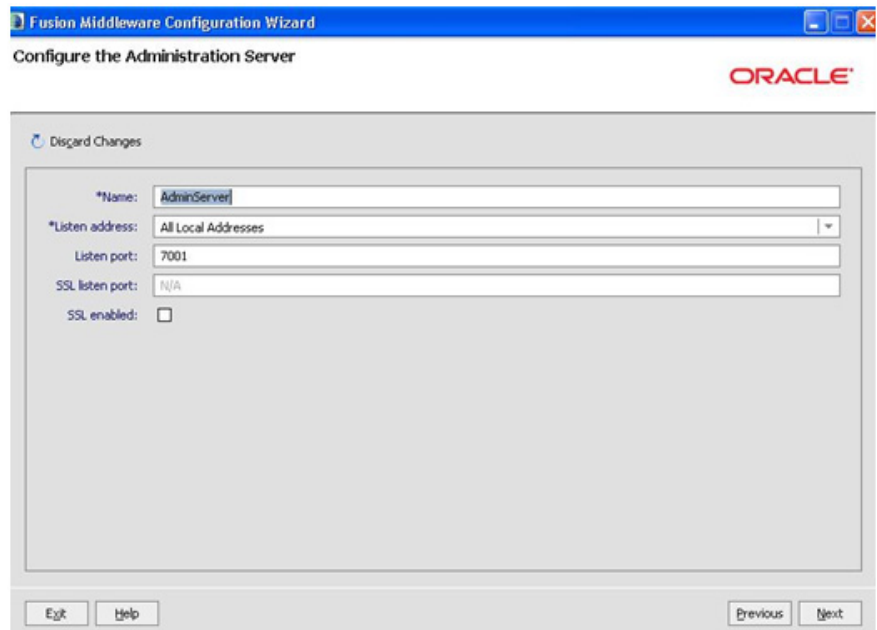 Fusion Middleware Configuration Wizard
Configure the Administration Server
ORACLE
Discard Changes
*Name: AdminServer
*Listen address: All Local Addresses
Listen port: 7001
SSL listen port: N/A
SSL enabled:
Exit Help Previous Next